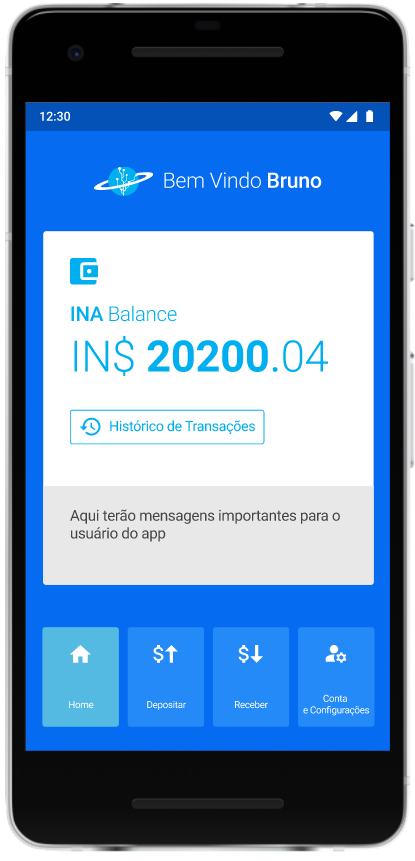 12:30
Bem Vindo Bruno
INA Balance
IN$ 20200.04
Histórico de Transações
Aqui terão mensagens importantes para o
usuário do app
$
$
Home
Depositar
Receber
Conta
e Configurações